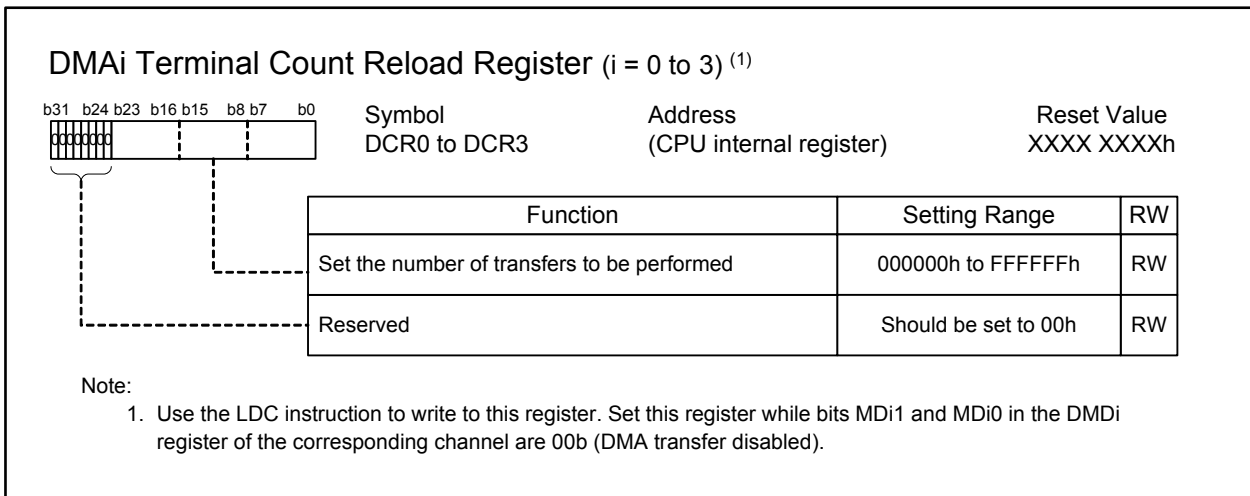 DMAi Terminal Count Reload Register (i = 0 to 3) (1)
b31 b24 b23 b16 b15 b8 b7 b0
Symbol Address Reset Value
00000000
DCR0 to DCR3 (CPU internal register) XXXX XXXXh
Function Setting Range RW
Set the number of transfers to be performed 000000h to FFFFFFh RW
Reserved Should be set to 00h RW
Note:
1. Use the LDC instruction to write to this register. Set this register while bits MDi1 and MDi0 in the DMDi
register of the corresponding channel are 00b (DMA transfer disabled).